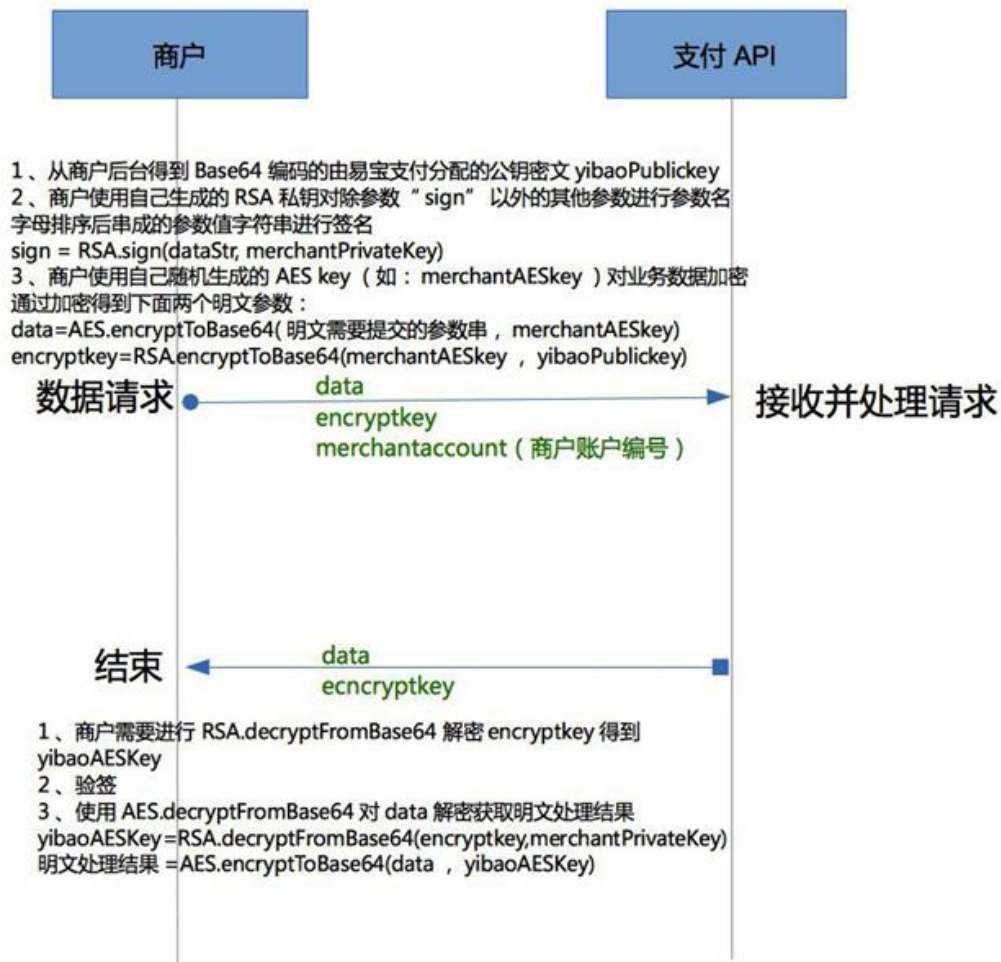 商户
支付 API
1、从商户后台得到 Base64 编码的由易宝支付分配的公钥密文 yibaoPublickey
2、商户使用自己生成的 RSA 私钥对除参数“sign”以外的其他参数进行参数名
字母排序后串成的参数值字符串进行签名
sign = RSA.sign(dataStr, merchantPrivateKey)
3、商户使用自己随机生成的 AES key（如：merchantAESkey）对业务数据加密
通过加密得到下面两个明文参数：
data=AES.encryptToBase64( 明文需要提交的参数串，merchantAESkey)
encryptkey=RSA.encryptToBase64(merchantAESkey ，yibaoPublickey)
数据请求
data
encryptkey
merchantaccount（商户账户编号）
接收并处理请求
结束
data
ecncryptkey
1、商户需要进行 RSA.decryptFromBase64 解密 encryptkey 得到
yibaoAESKey
2、验签
3、使用 AES.decryptFromBase64 对 data 解密获取明文处理结果
yibaoAESKey=RSA.decryptFromBase64(encryptkey,merchantPrivateKey)
明文处理结果 =AES.encryptToBase64(data ，yibaoAESKey)